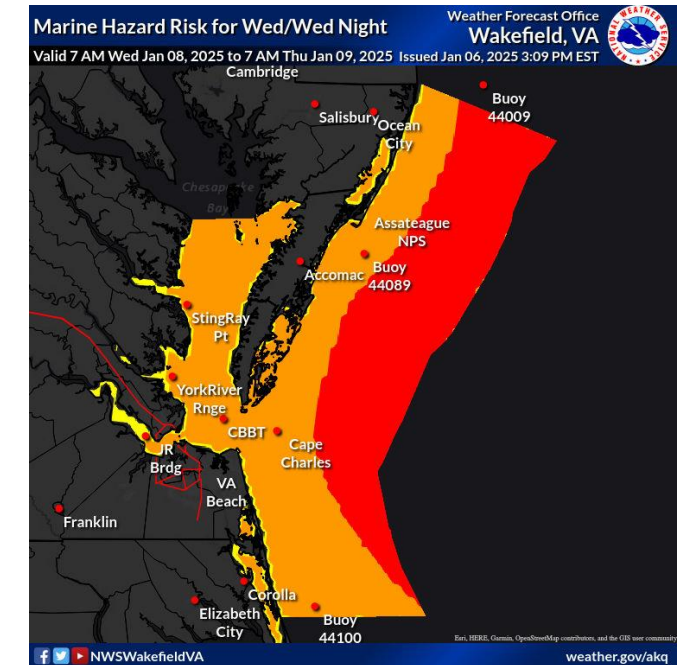 Marine Hazard Risk for Wed/Wed Night
Weather Forecast Office
Wakefield, VA
Valid 7 AM Wed Jan 08, 2025 to 7 AM Thu Jan 09, 2025
Issued Jan 06, 2025 3:09 PM EST
NATIONAL WEATHER SERVICE
Cambridge
Buoy
44009
Salisbury
Ocean
City
Chesapeake
Bay
Assateague
NPS
Accomac
Buoy
44089
StingRay
Pt
YorkRiver
Rnge
CBBT
Cape
Charles
JR
Brdg
VA
Beach
Franklin
Corolla
Elizabeth
City
Buoy
44100
Esri, HERE, Garmin, OpenStreetMap contributors, and the GIS user community
NWSWakefieldVA
weather.gov/akq